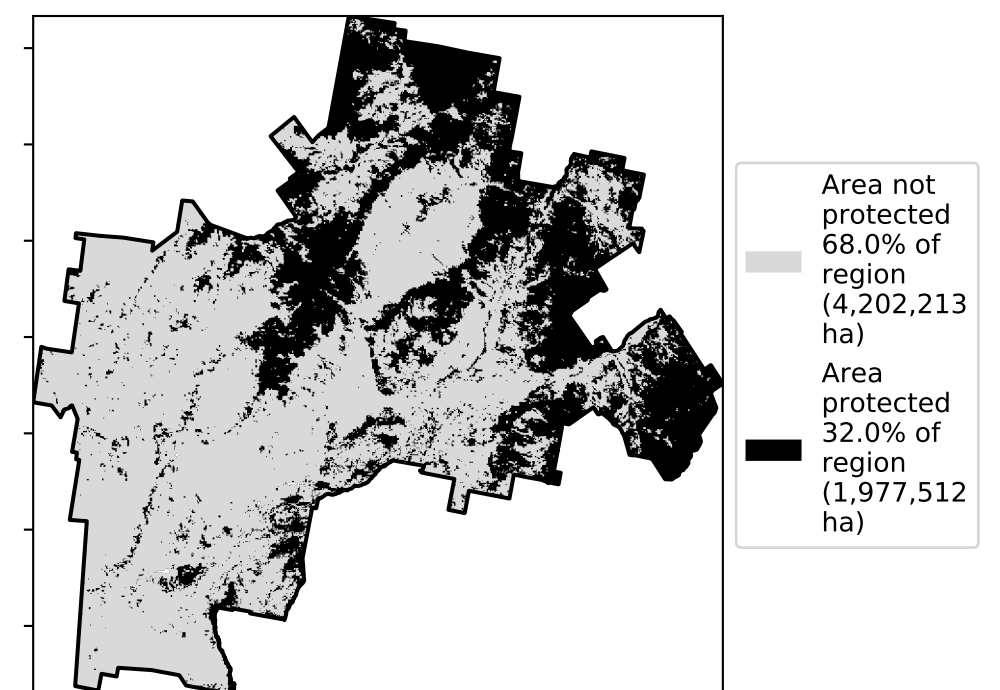 Area not
protected
68.0% of
region
(4,202,213
ha)
Area
protected
32.0% of
region
(1,977,512
ha)